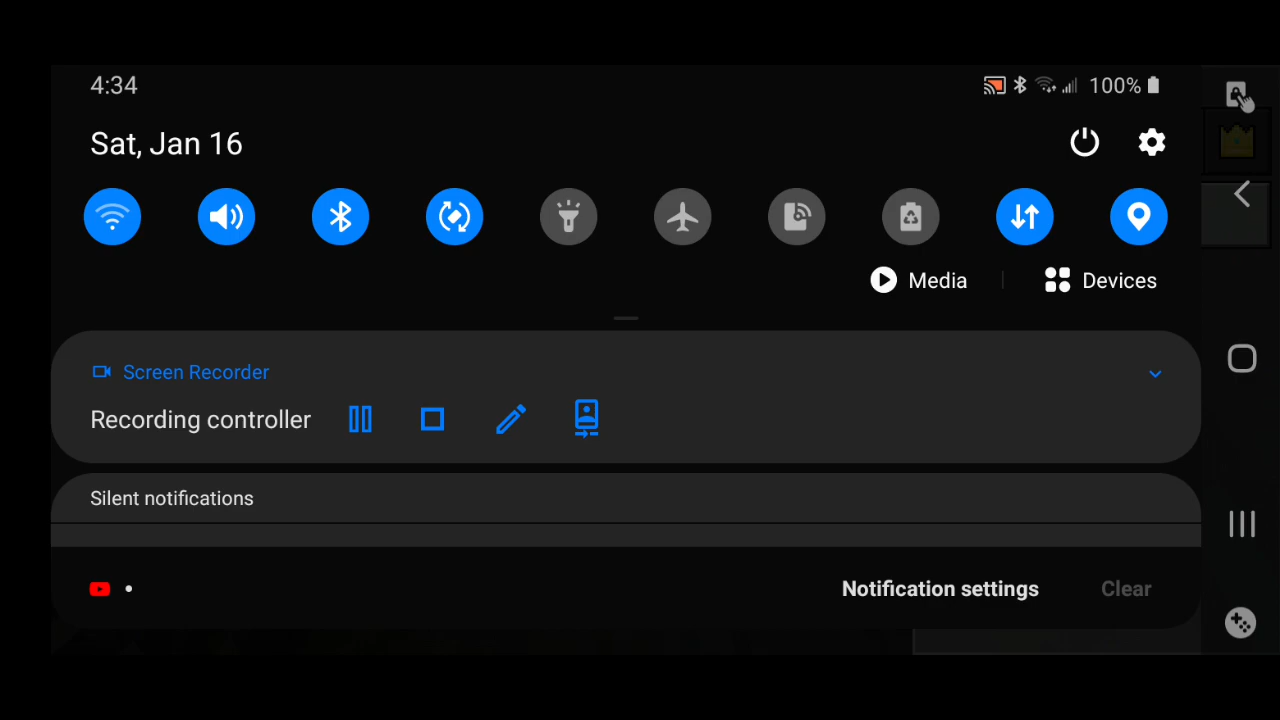 4:34
100%
Sat, Jan 16
Media
Devices
Screen Recorder
Recording controller
Silent notifications
Notification settings
Clear